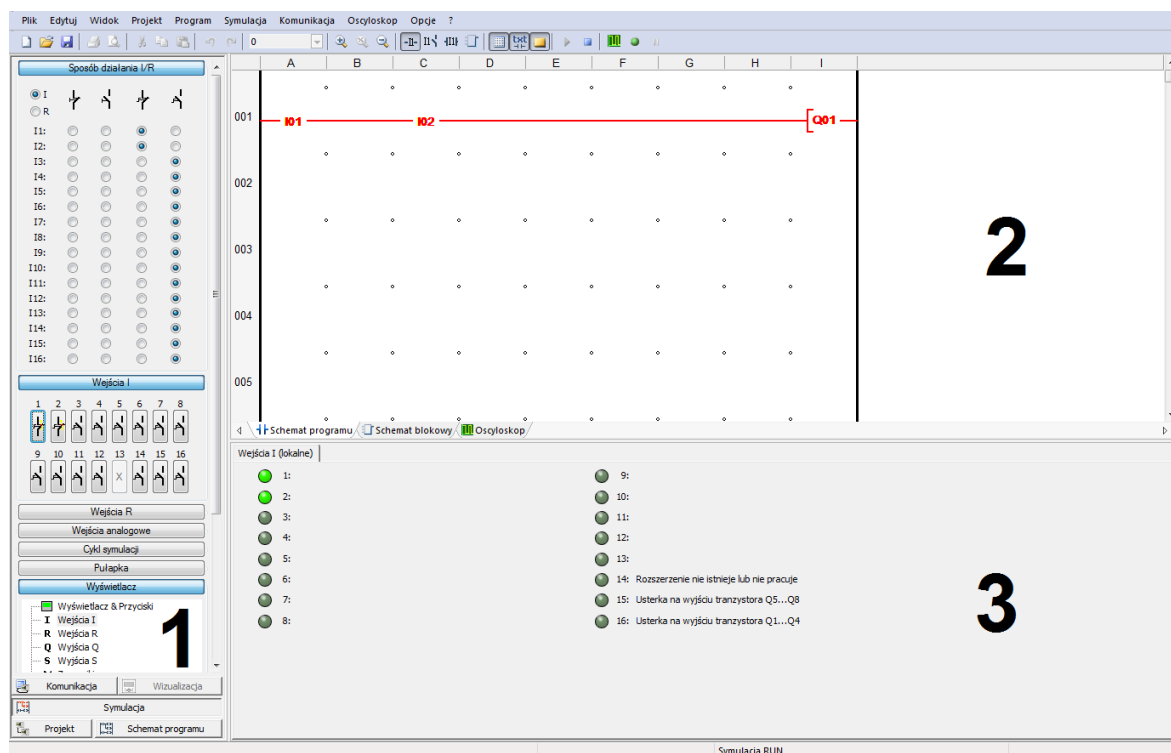 Plik Edytuj Widok Projekt Program Symulacja Komunikacja Oscyloskop Opcje ?
0
Sposób działania I/R
I
R
I1:
I2:
I3:
I4:
I5:
I6:
I7:
I8:
I9:
I10:
I11:
I12:
I13:
I14:
I15:
I16:
Wejścia I
1 2 3 4 5 6 7 8
9 10 11 12 13 14 15 16
X
Wejścia R
Wejścia analogowe
Cykl symulacji
Pułapka
Wyświetlacz
Wyświetlacz & Przyciski
I Wejścia I
R Wejścia R
Q Wyjścia Q
S Wyjścia S
1
Komunikacja Wizualizacja
Symulacja
Projekt Schemat programu
A B C D E F G H I
001 I01 I02 Q01
002
003
004
005
2
Schemat programu Schemat blokowy Oscyloskop
Wejścia I (lokalne)
1: 9:
2: 10:
3: 11:
4: 12:
5: 13:
6: 14: Rozszerzenie nie istnieje lub nie pracuje
7: 15: Usterka na wyjściu tranzystora Q5...Q8
8: 16: Usterka na wyjściu tranzystora Q1...Q4
3
Symulacja RUN